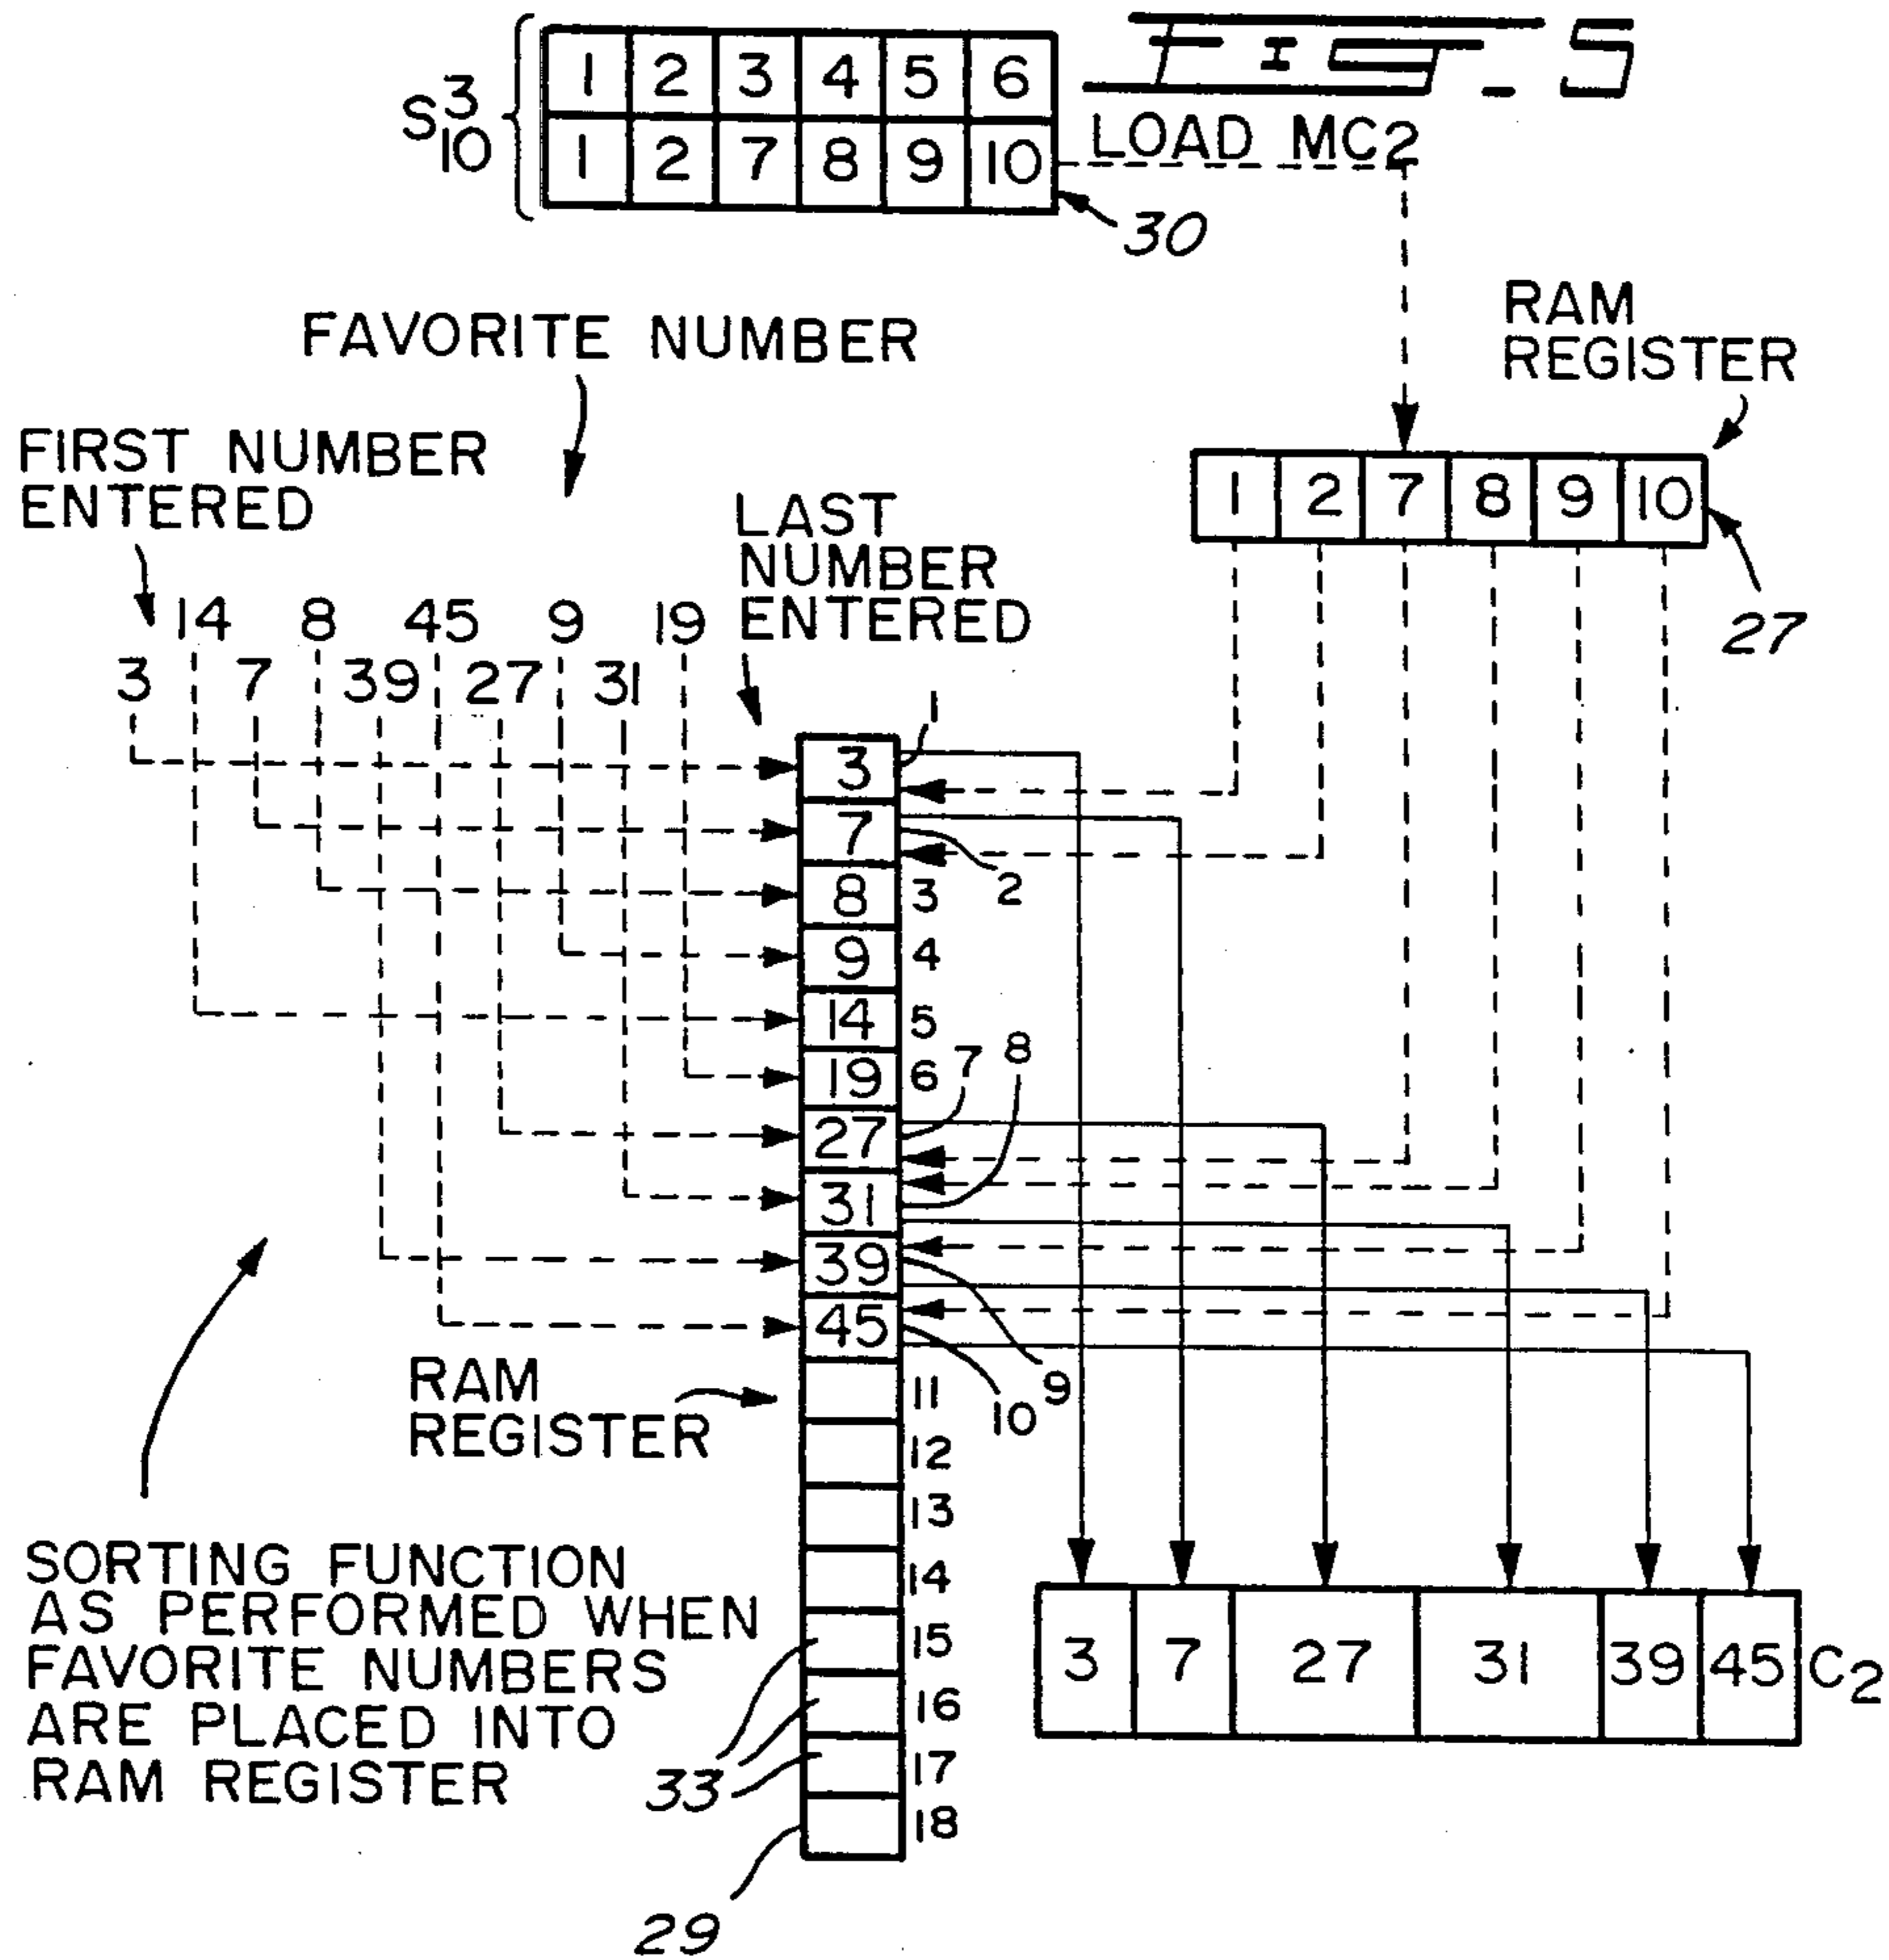 FIG_5
S 3 10
1 2 3 4 5 6
1 2 7 8 9 10
LOAD MC2
30
FAVORITE NUMBER
RAM
REGISTER
FIRST NUMBER
ENTERED
1 2 7 8 9 10
27
LAST
NUMBER
ENTERED
14 8 45 9 19
3 7 39 27 31
3 1
7 2
8 3
9 4
14 5
19 6
27 7
31 8
39 9
45 10
RAM
REGISTER
11
12
13
14
15
16
17
18
33
29
SORTING FUNCTION
AS PERFORMED WHEN
FAVORITE NUMBERS
ARE PLACED INTO
RAM REGISTER
3 7 27 31 39 45 C2